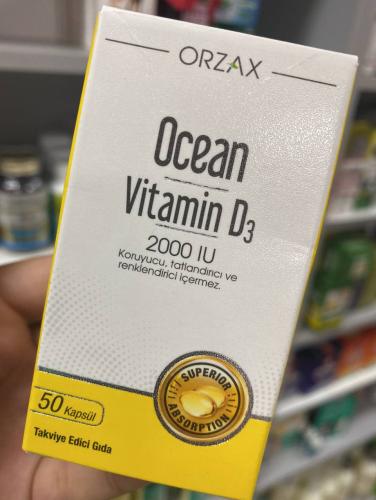 ORZAX
Ocean
Vitamin D3
2000 IU
Koruyucu, tatlandırıcı ve
renklendirici içermez.
SUPERIOR
ABSORPTION
50 Kapsül
Takviye Edici Gıda